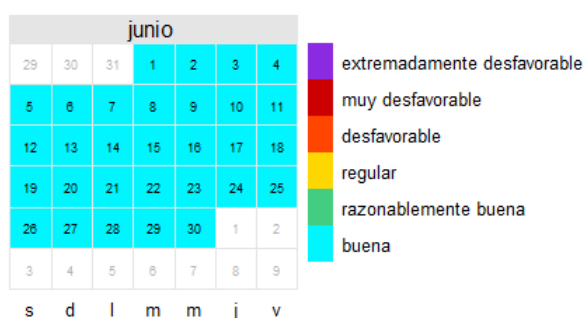 junio
29 30 31 1 2 3 4
5 6 7 8 9 10 11
12 13 14 15 16 17 18
19 20 21 22 23 24 25
26 27 28 29 30 1 2
3 4 5 6 7 8 9
s d l m m j v
extremadamente desfavorable
muy desfavorable
desfavorable
regular
razonablemente buena
buena